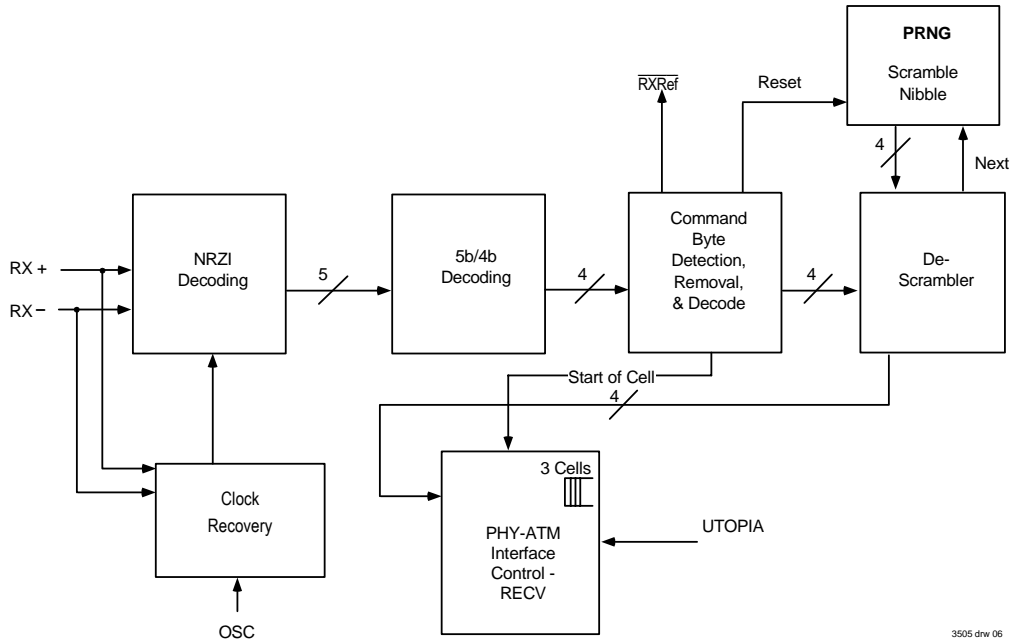 PRNG
Scramble
Nibble
RXRef
Reset
4
Next
RX +
RX −
NRZI
Decoding
5
5b/4b
Decoding
4
Command
Byte
Detection,
Removal,
& Decode
4
De-
Scrambler
Start of Cell
4
3 Cells
Clock
Recovery
PHY-ATM
Interface
Control -
RECV
UTOPIA
OSC
3505 drw 06